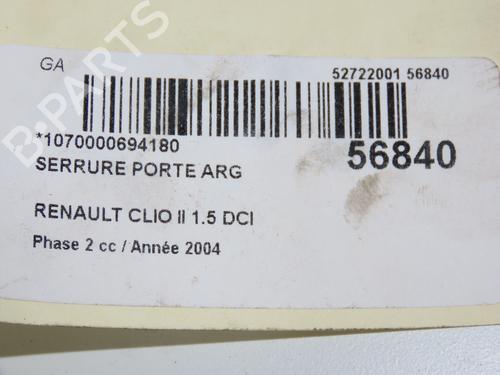 GA
52722001 56840
*1070000694180
56840
SERRURE PORTE ARG
RENAULT CLIO II 1.5 DCI
Phase 2 cc / Année 2004
B-PARTS